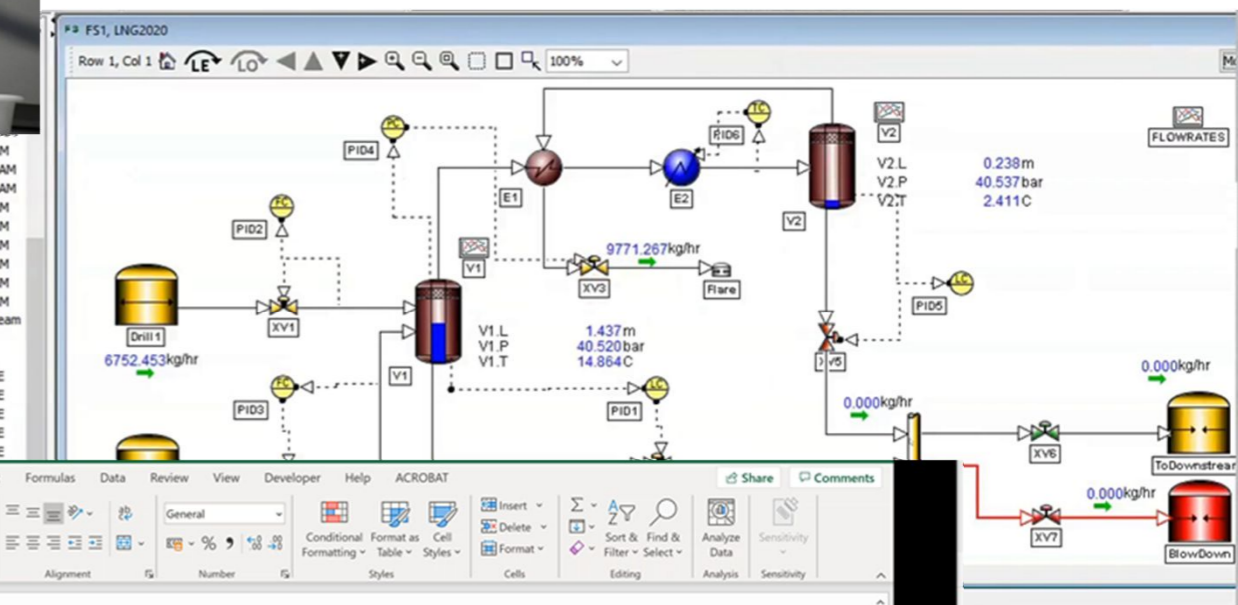 FS1, LNG2020
Row 1, Col 1 LE LO 100%
M
AM
AM
M
M
M
M
eam
PC
PID4
TC
PID6
V2
FLOWRATES
E1
E2
V2
V2.L 0.238m
V2.P 40.537bar
V2.T 2.411C
FC
PID2
V1
9771.267kg/hr
XV3
Flare
LC
PID5
Drill1
XV1
6752.453kg/hr
V1
V1.L 1.437m
V1.P 40.520bar
V1.T 14.864C
FC
PID3
LC
PID1
0.000kg/hr
0.000kg/hr
XV6
ToDownstrear
0.000kg/hr
XV7
BlowDown
Formulas Data Review View Developer Help ACROBAT Share Comments
General
Conditional Formatting
Format as Table
Cell Styles
Insert
Delete
Format
Sort & Filter
Find & Select
Analyze Data
Sensitivity
Alignment Number Styles Cells Editing Analysis Sensitivity